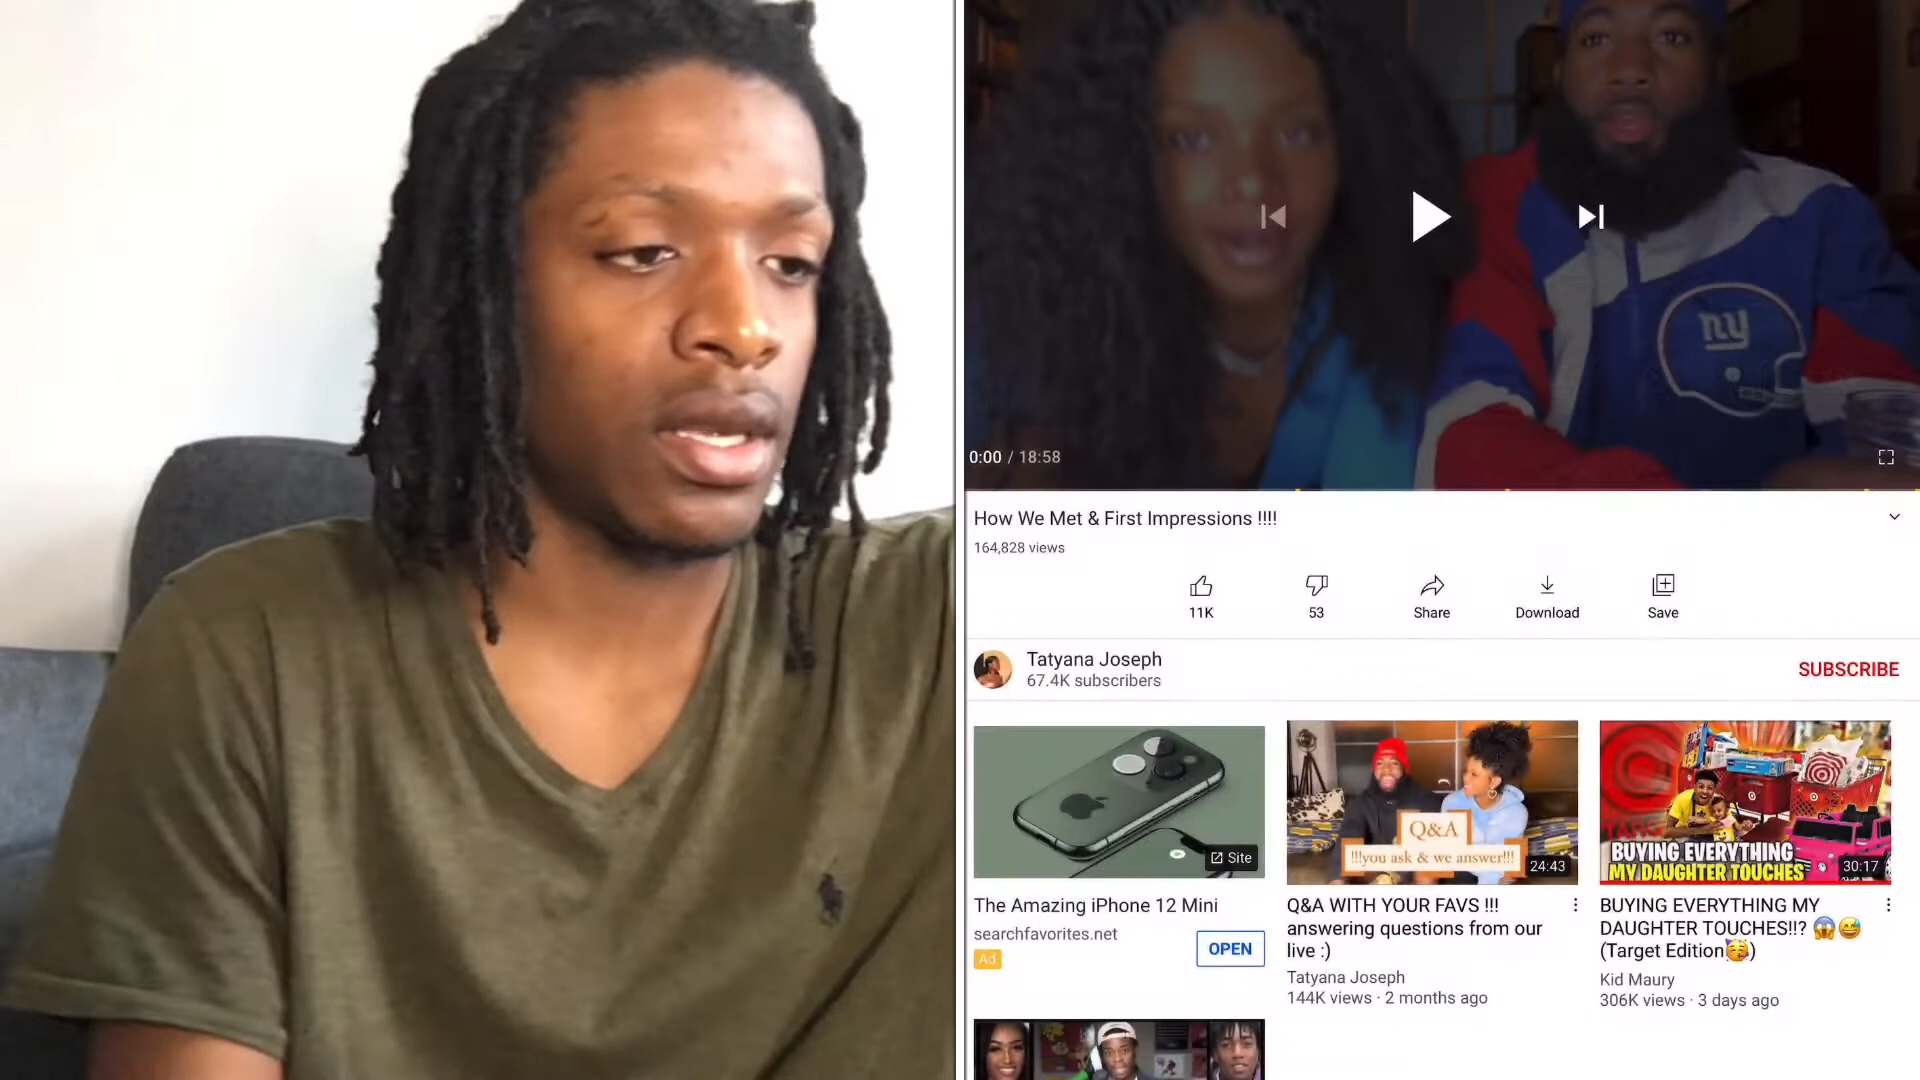 ny
0:00 / 18:58
How We Met & First Impressions !!!!
164,828 views
11K
53
Share
Download
Save
Tatyana Joseph
67.4K subscribers
SUBSCRIBE
Site
The Amazing iPhone 12 Mini
searchfavorites.net
Ad
OPEN
Q&A
!!!you ask & we answer!!!
24:43
Q&A WITH YOUR FAVS !!!
answering questions from our
live :)
Tatyana Joseph
144K views · 2 months ago
BUYING EVERYTHING
MY DAUGHTER TOUCHES
30:17
BUYING EVERYTHING MY
DAUGHTER TOUCHES!!? 😱😅
(Target Edition🥳)
Kid Maury
306K views · 3 days ago